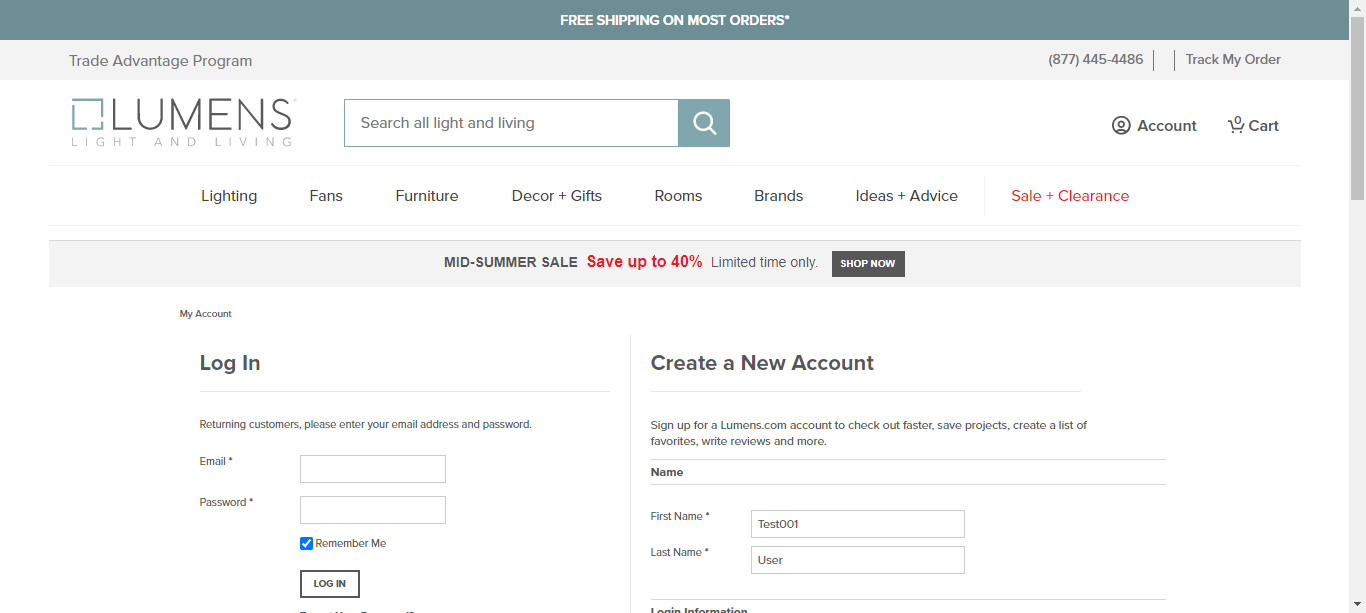 FREE SHIPPING ON MOST ORDERS*
Trade Advantage Program
(877) 445-4486
Track My Order
LUMENS
LIGHT AND LIVING
Search all light and living
Account
0
Cart
Lighting
Fans
Furniture
Decor + Gifts
Rooms
Brands
Ideas + Advice
Sale + Clearance
MID-SUMMER SALE Save up to 40% Limited time only. SHOP NOW
My Account
Log In
Returning customers, please enter your email address and password.
Email *
Password *
Remember Me
LOG IN
Create a New Account
Sign up for a Lumens.com account to check out faster, save projects, create a list of
favorites, write reviews and more.
Name
First Name *
Test001
Last Name *
User
Login Information